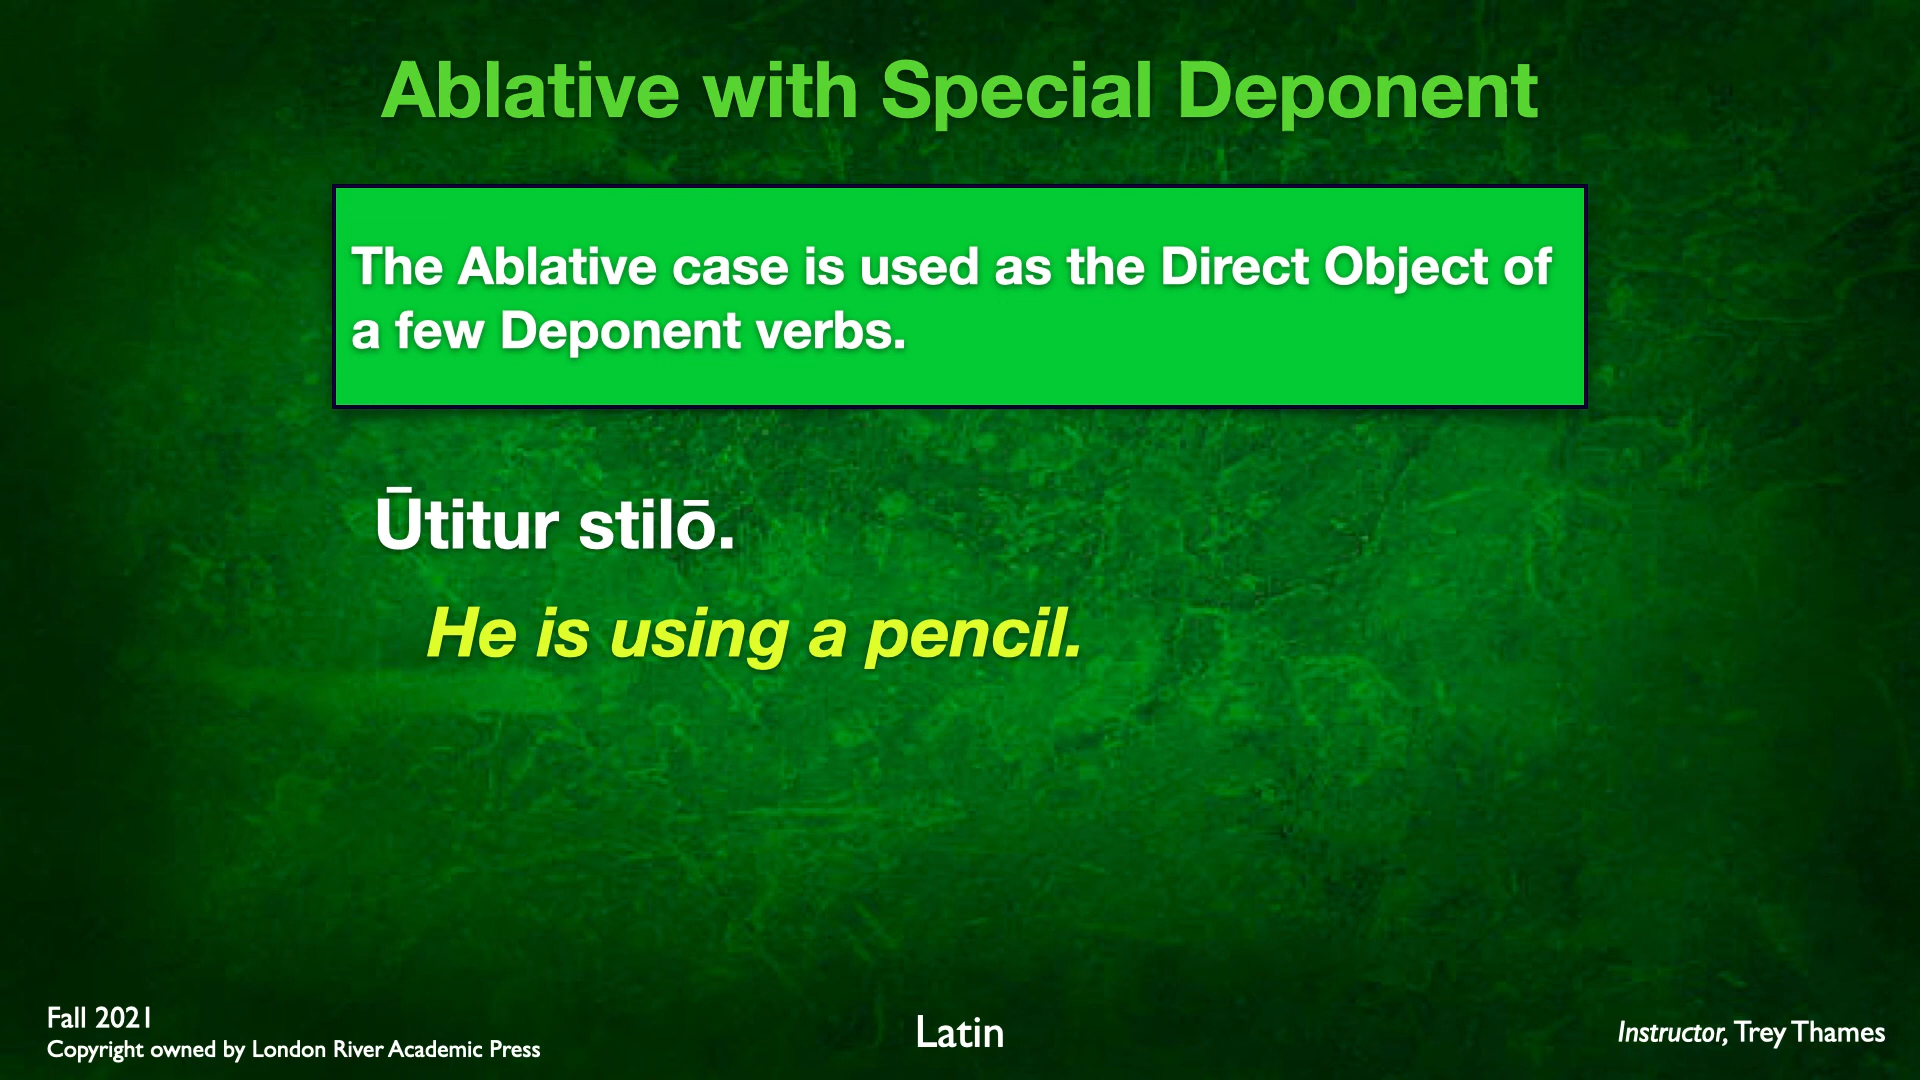 Ablative with Special Deponent
The Ablative case is used as the Direct Object of
a few Deponent verbs.
Ūtitur stilō.
He is using a pencil.
Fall 2021
Copyright owned by London River Academic Press
Latin
Instructor, Trey Thames